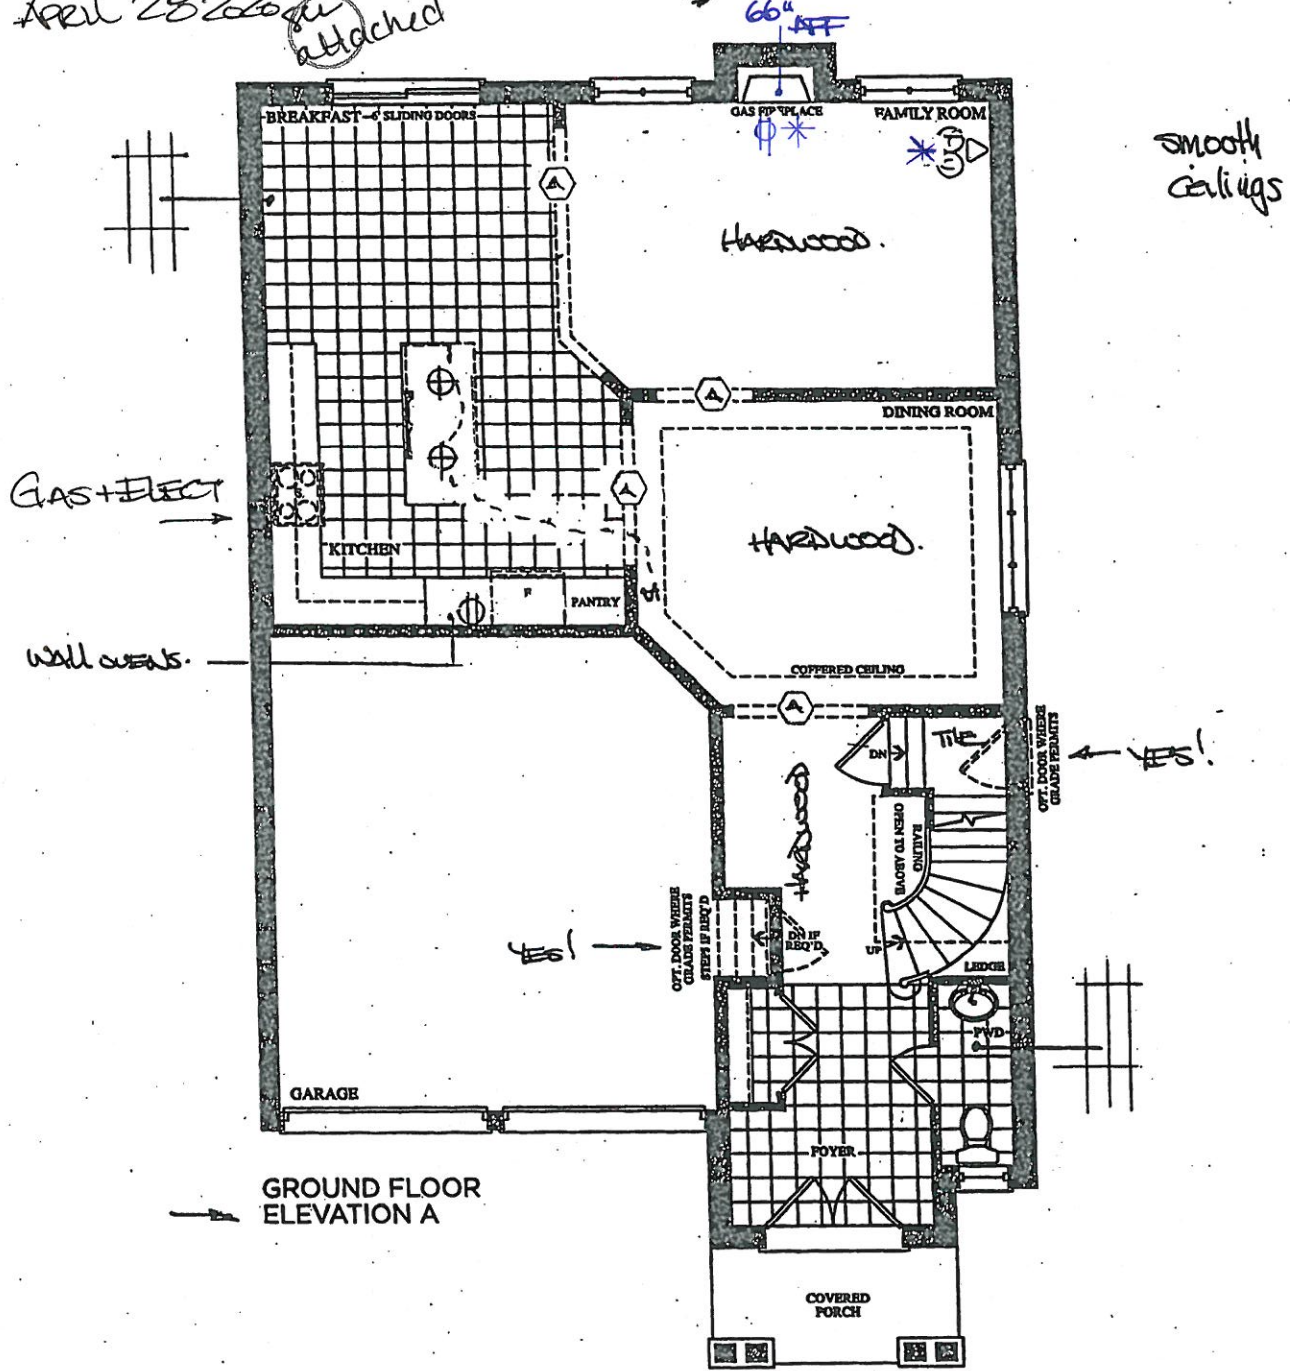 APRIL 28 2020 see
attached
66"
AFF
BREAKFAST 6' SLIDING DOORS
GAS FIREPLACE
FAMILY ROOM
smooth
ceilings
A
HARDWOOD.
A
DINING ROOM
GAS + ELECT
A
HARDWOOD.
KITCHEN
F
PANTRY
WALL OVENS.
COFFERED CEILING
A
DN
TILE
OPT. DOOR WHERE
GRADE PERMITS
YES!
HARDWOOD
RAILING
OPEN TO ABOVE
OPT. DOOR WHERE
GRADE PERMITS
STEPS IF REQ'D
YES!
DN IF
REQ'D
UP
LEDGE
PWD
GARAGE
FOYER
GROUND FLOOR
ELEVATION A
COVERED
PORCH